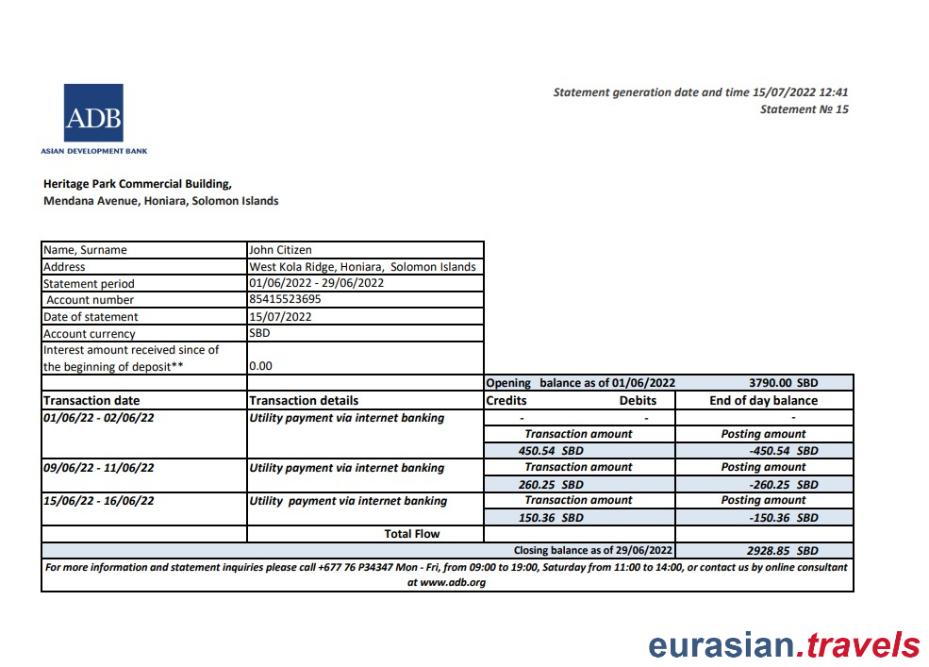 Statement generation date and time 15/07/2022 12:41
Statement № 15
ADB
ASIAN DEVELOPMENT BANK
Heritage Park Commercial Building,
Mendana Avenue, Honiara, Solomon Islands
Name, Surname John Citizen
Address West Kola Ridge, Honiara, Solomon Islands
Statement period 01/06/2022 - 29/06/2022
Account number 85415523695
Date of statement 15/07/2022
Account currency SBD
Interest amount received since of
the beginning of deposit** 0.00
Opening balance as of 01/06/2022 3790.00 SBD
Transaction date Transaction details Credits Debits End of day balance
01/06/22 - 02/06/22 Utility payment via internet banking - - -
Transaction amount Posting amount
450.54 SBD -450.54 SBD
09/06/22 - 11/06/22 Utility payment via internet banking Transaction amount Posting amount
260.25 SBD -260.25 SBD
15/06/22 - 16/06/22 Utility payment via internet banking Transaction amount Posting amount
150.36 SBD -150.36 SBD
Total Flow
Closing balance as of 29/06/2022 2928.85 SBD
For more information and statement inquiries please call +677 76 P34347 Mon - Fri, from 09:00 to 19:00, Saturday from 11:00 to 14:00, or contact us by online consultant
at www.adb.org
eurasian.travels